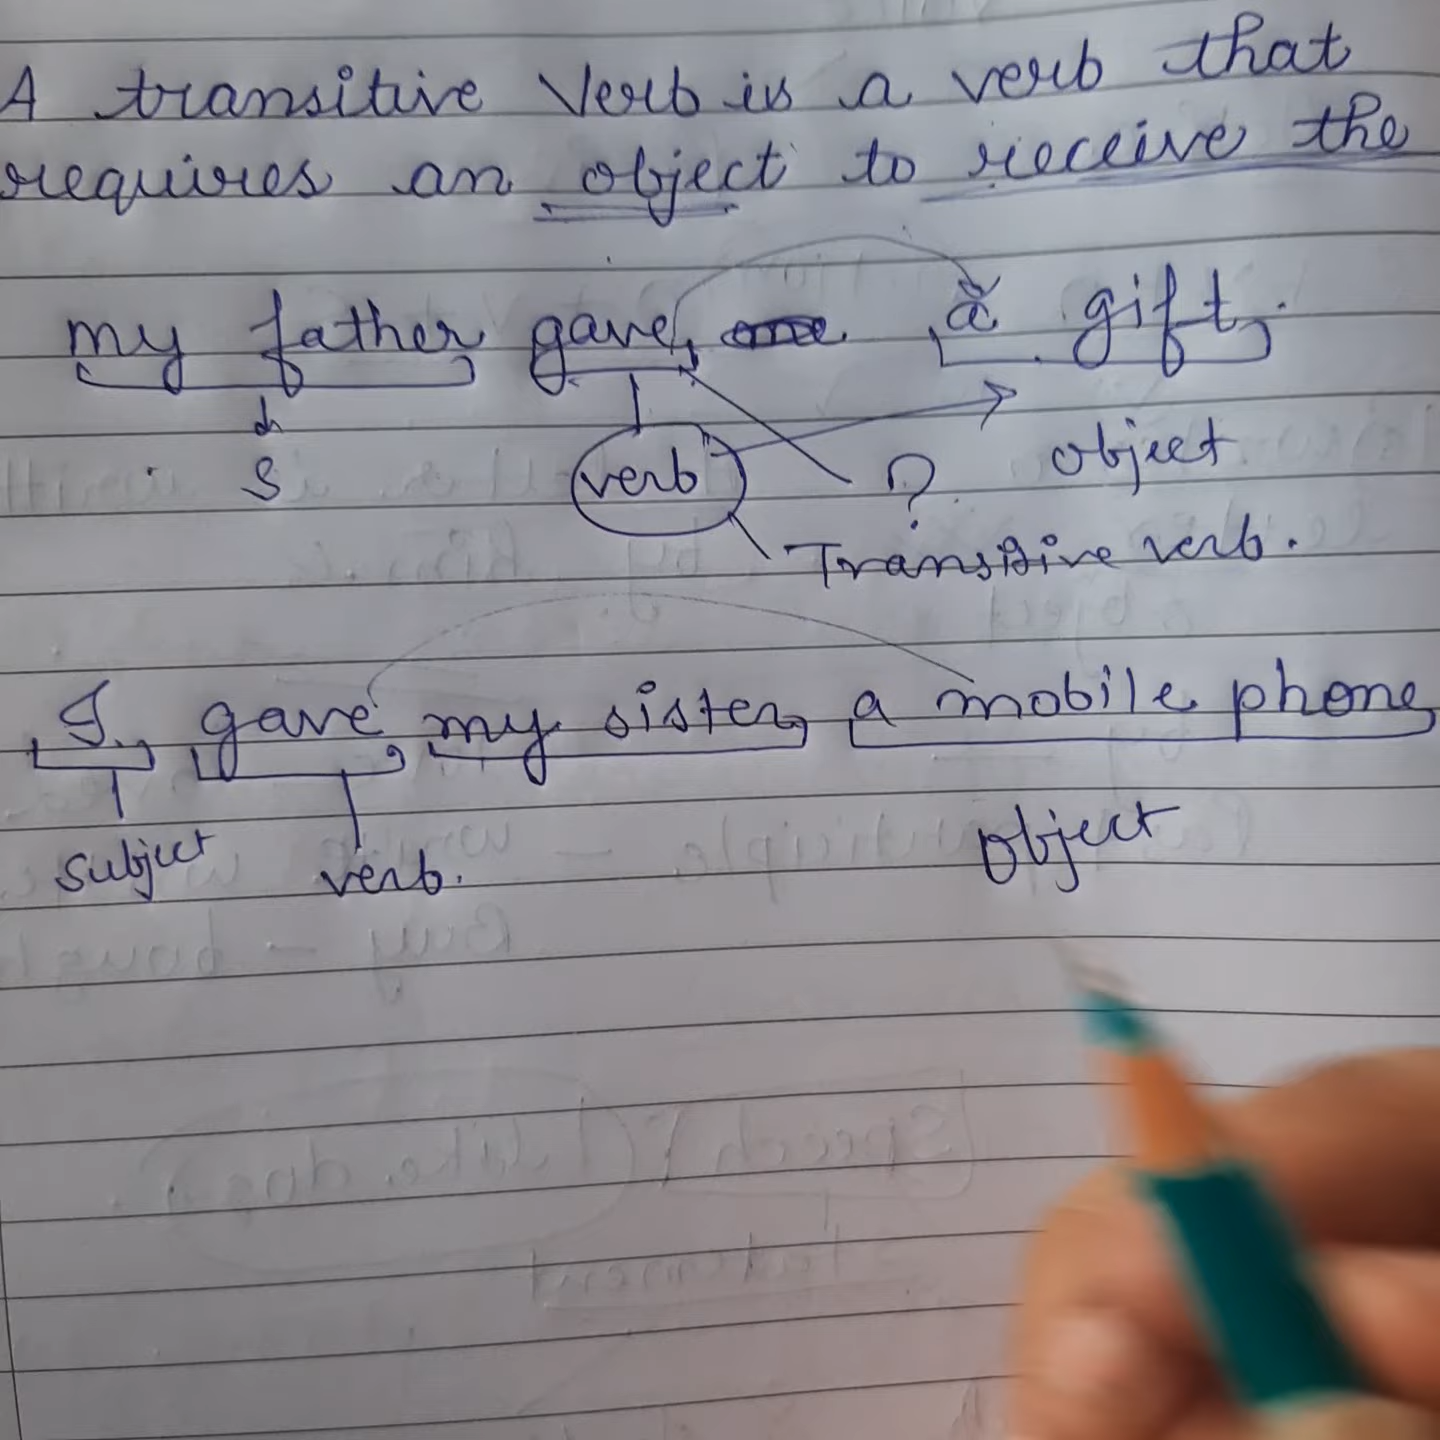 A transitive Verb is a verb that
requires an object to receive the
my father gave a gift.
S
verb ? object
Transitive verb.
I gave my sister a mobile phone
Subject verb. object